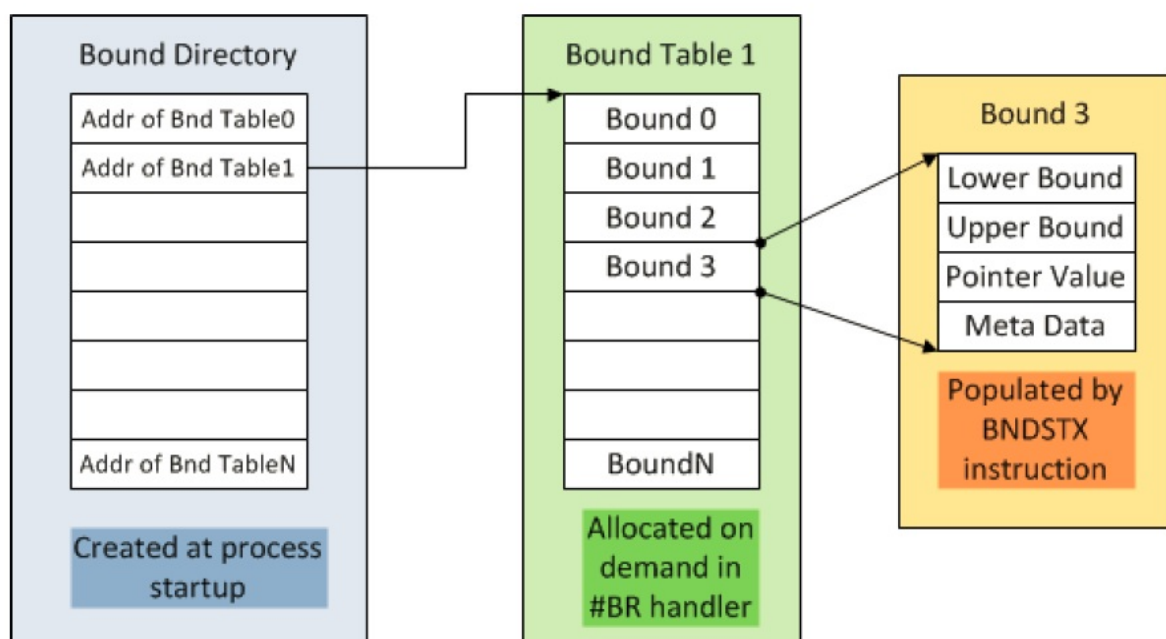 Bound Directory
Addr of Bnd Table0
Addr of Bnd Table1
Addr of Bnd TableN
Created at process
startup
Bound Table 1
Bound 0
Bound 1
Bound 2
Bound 3
BoundN
Allocated on
demand in
#BR handler
Bound 3
Lower Bound
Upper Bound
Pointer Value
Meta Data
Populated by
BNDSTX
instruction